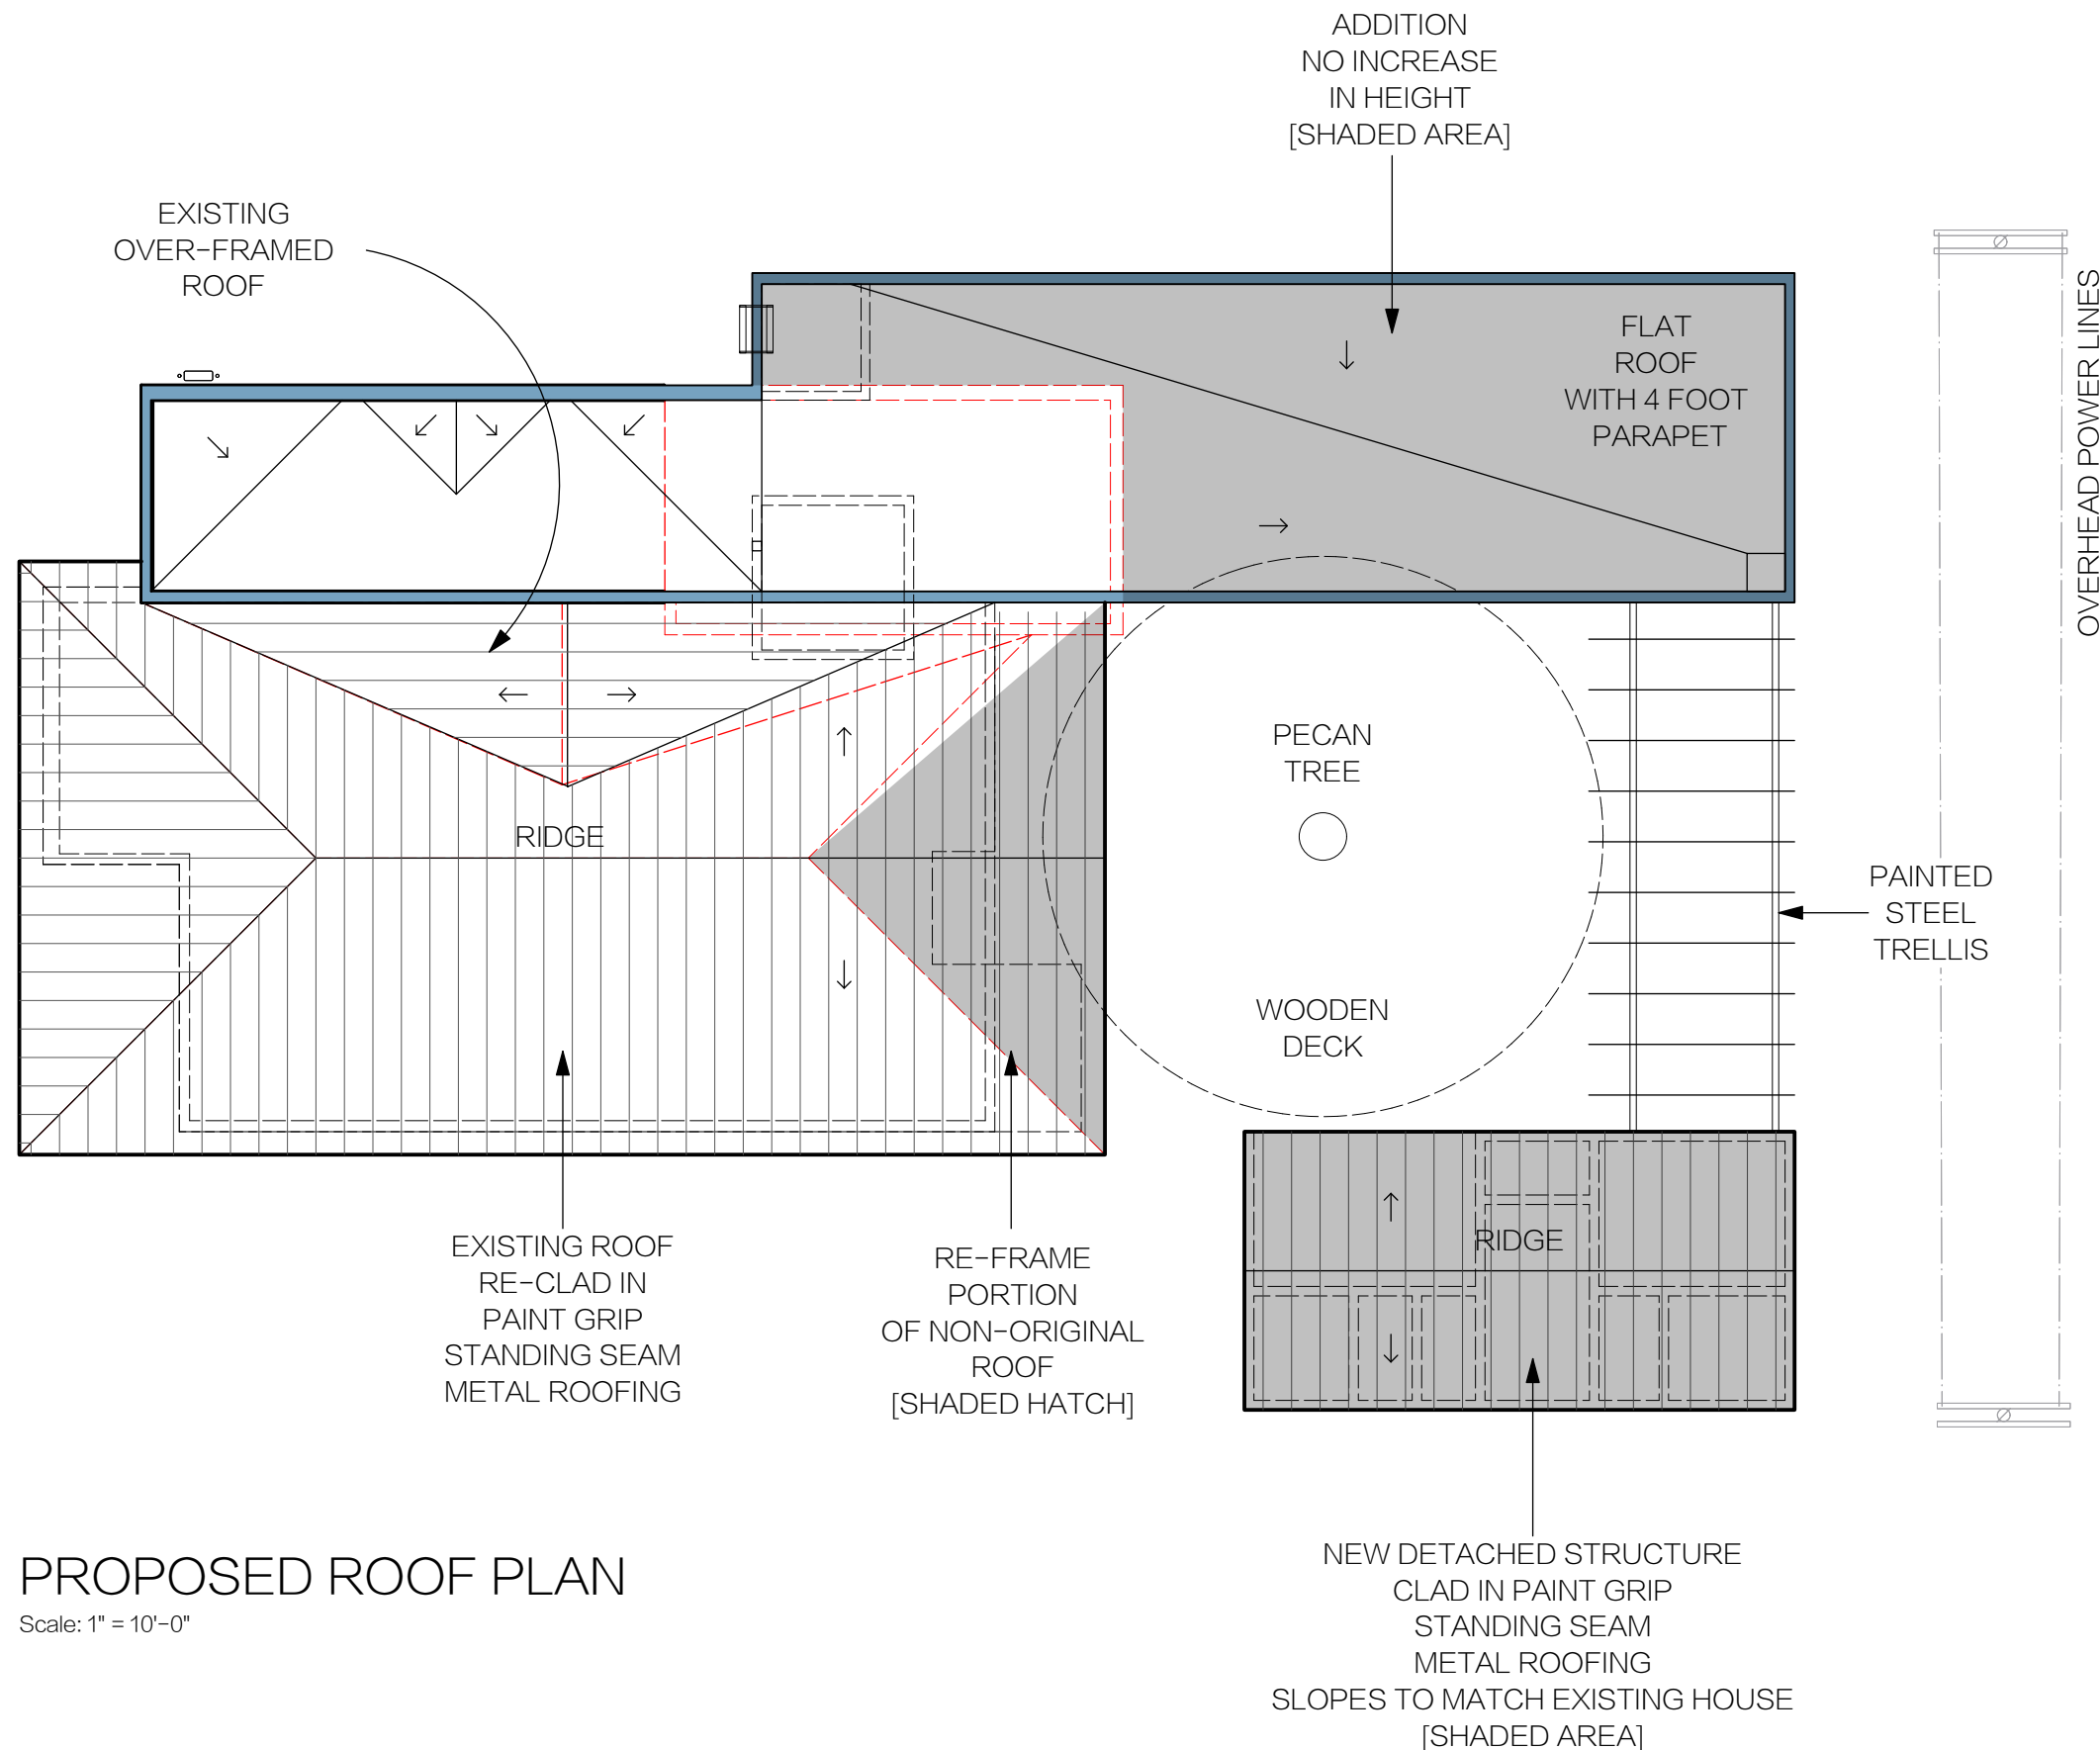 ADDITION
NO INCREASE
IN HEIGHT
[SHADED AREA]
EXISTING
OVER-FRAMED
ROOF
FLAT
ROOF
WITH 4 FOOT
PARAPET
OVERHEAD POWER LINES
PECAN
TREE
RIDGE
PAINTED
STEEL
TRELLIS
WOODEN
DECK
RIDGE
EXISTING ROOF
RE-CLAD IN
PAINT GRIP
STANDING SEAM
METAL ROOFING
RE-FRAME
PORTION
OF NON-ORIGINAL
ROOF
[SHADED HATCH]
NEW DETACHED STRUCTURE
CLAD IN PAINT GRIP
STANDING SEAM
METAL ROOFING
SLOPES TO MATCH EXISTING HOUSE
[SHADED AREA]
PROPOSED ROOF PLAN
Scale: 1" = 10'-0"